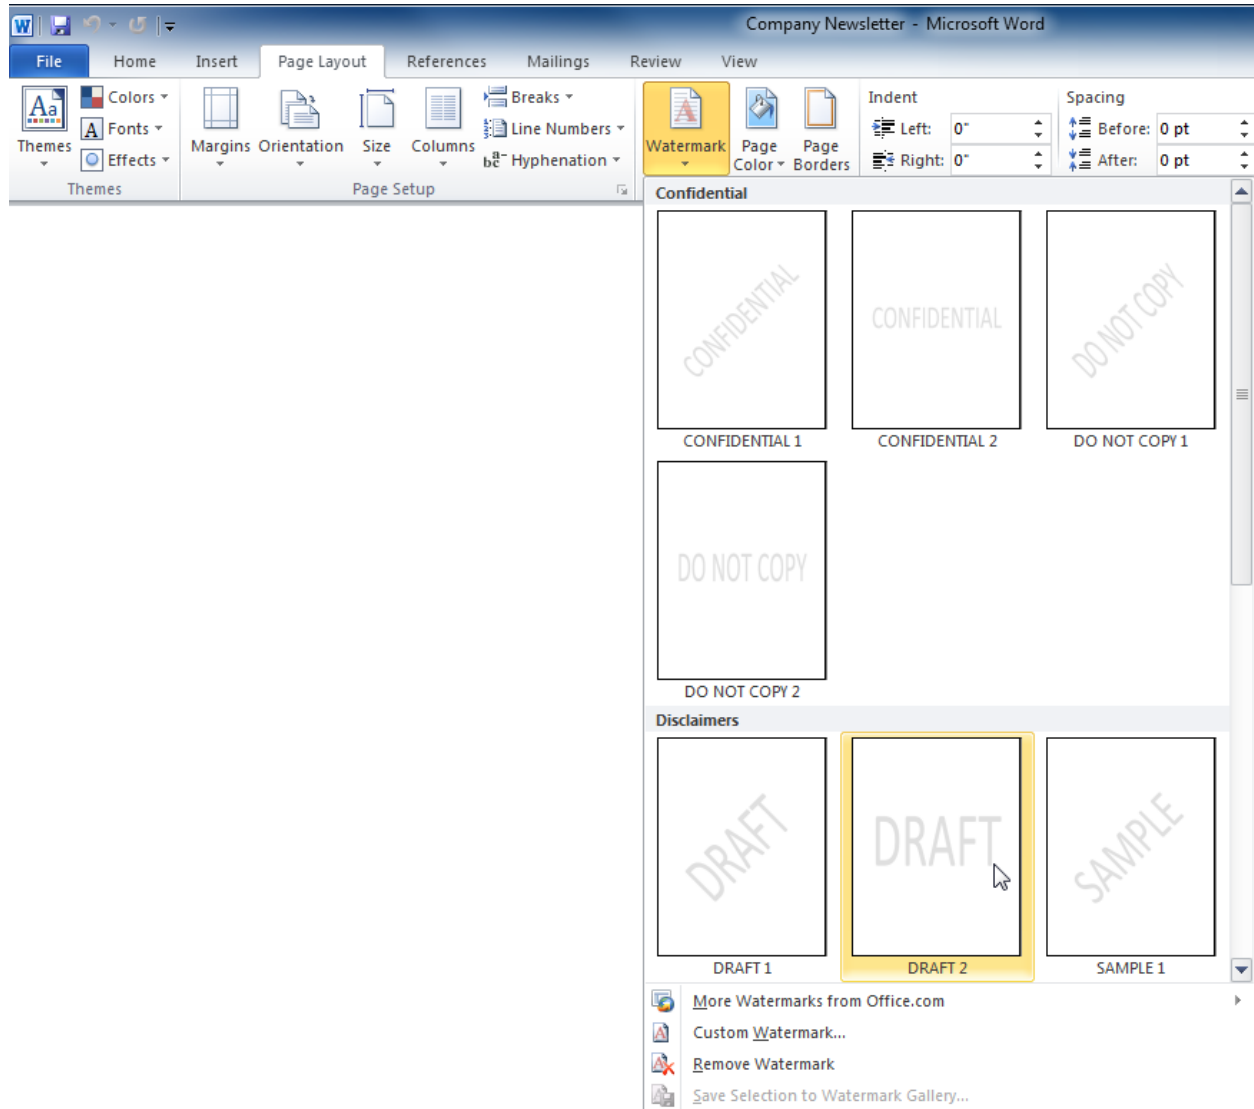 Company Newsletter - Microsoft Word
File Home Insert Page Layout References Mailings Review View
Aa Themes
Colors
A Fonts
Effects
Themes
Margins Orientation Size Columns
Breaks
Line Numbers
Hyphenation
Page Setup
Watermark
Page Color
Page Borders
Indent
Left: 0"
Right: 0"
Spacing
Before: 0 pt
After: 0 pt
Confidential
CONFIDENTIAL
CONFIDENTIAL
DO NOT COPY
CONFIDENTIAL 1
CONFIDENTIAL 2
DO NOT COPY 1
DO NOT COPY
DO NOT COPY 2
Disclaimers
DRAFT
DRAFT
SAMPLE
DRAFT 1
DRAFT 2
SAMPLE 1
More Watermarks from Office.com
Custom Watermark...
Remove Watermark
Save Selection to Watermark Gallery...